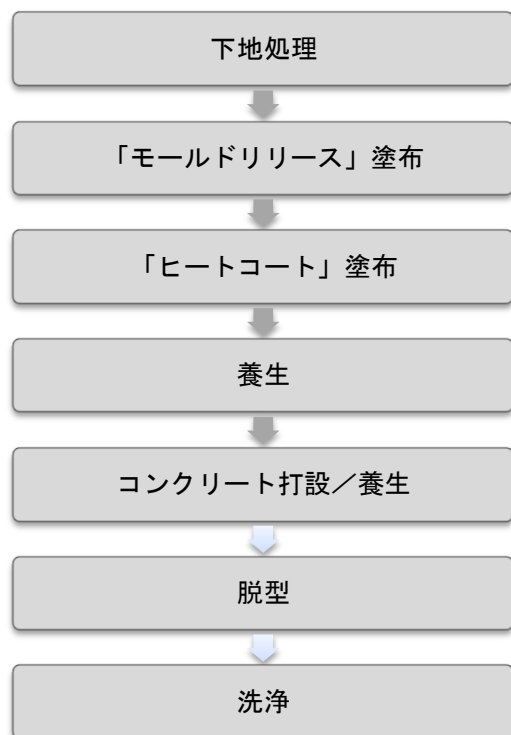 下地処理
「モールドリリース」塗布
「ヒートコート」塗布
養生
コンクリート打設／養生
脱型
洗浄